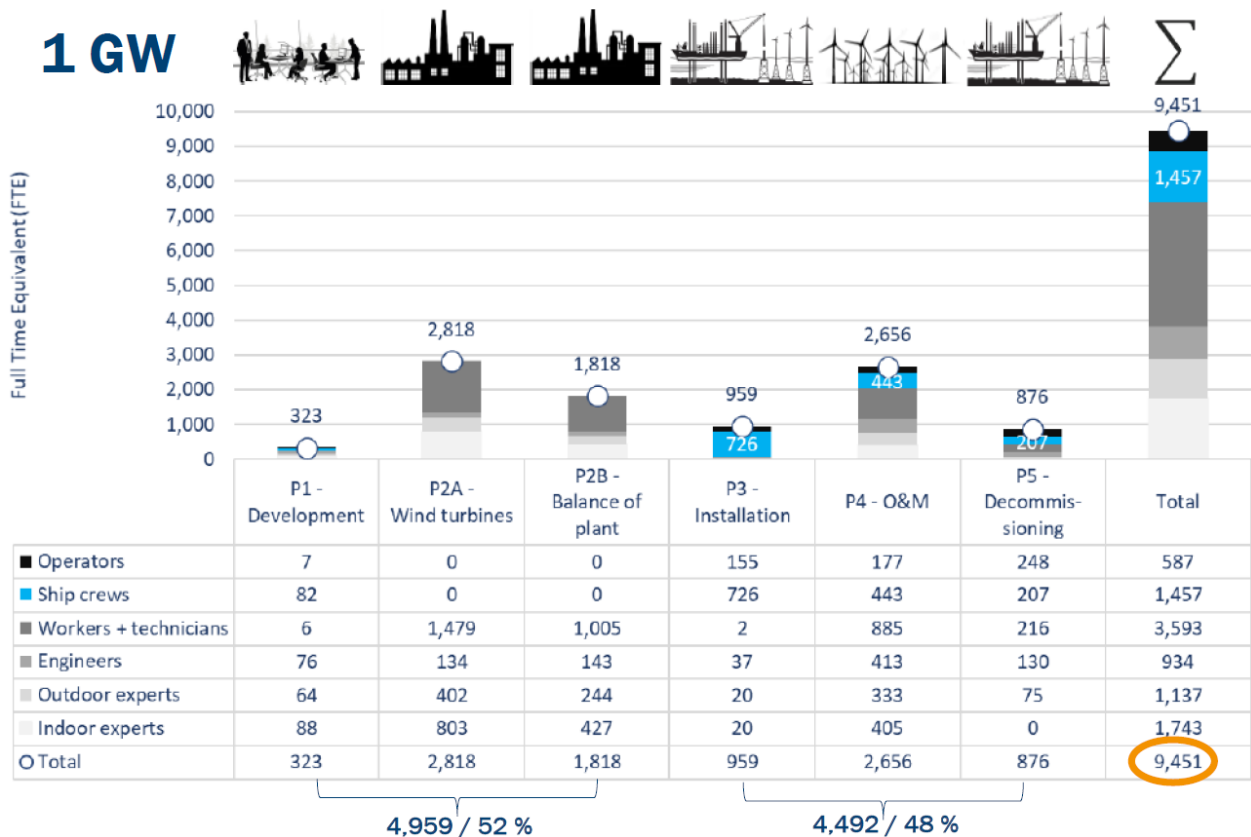 1 GW
Σ
Full Time Equivalent (FTE)
10,000
9,000
8,000
7,000
6,000
5,000
4,000
3,000
2,000
1,000
0
323
2,818
1,818
959
726
2,656
443
876
207
9,451
1,457
P1 -
Development
P2A -
Wind turbines
P2B -
Balance of
plant
P3 -
Installation
P4 - O&M
P5 -
Decommis-
sioning
Total
Operators 7 0 0 155 177 248 587
Ship crews 82 0 0 726 443 207 1,457
Workers + technicians 6 1,479 1,005 2 885 216 3,593
Engineers 76 134 143 37 413 130 934
Outdoor experts 64 402 244 20 333 75 1,137
Indoor experts 88 803 427 20 405 0 1,743
Total 323 2,818 1,818 959 2,656 876 9,451
4,959 / 52 %
4,492 / 48 %